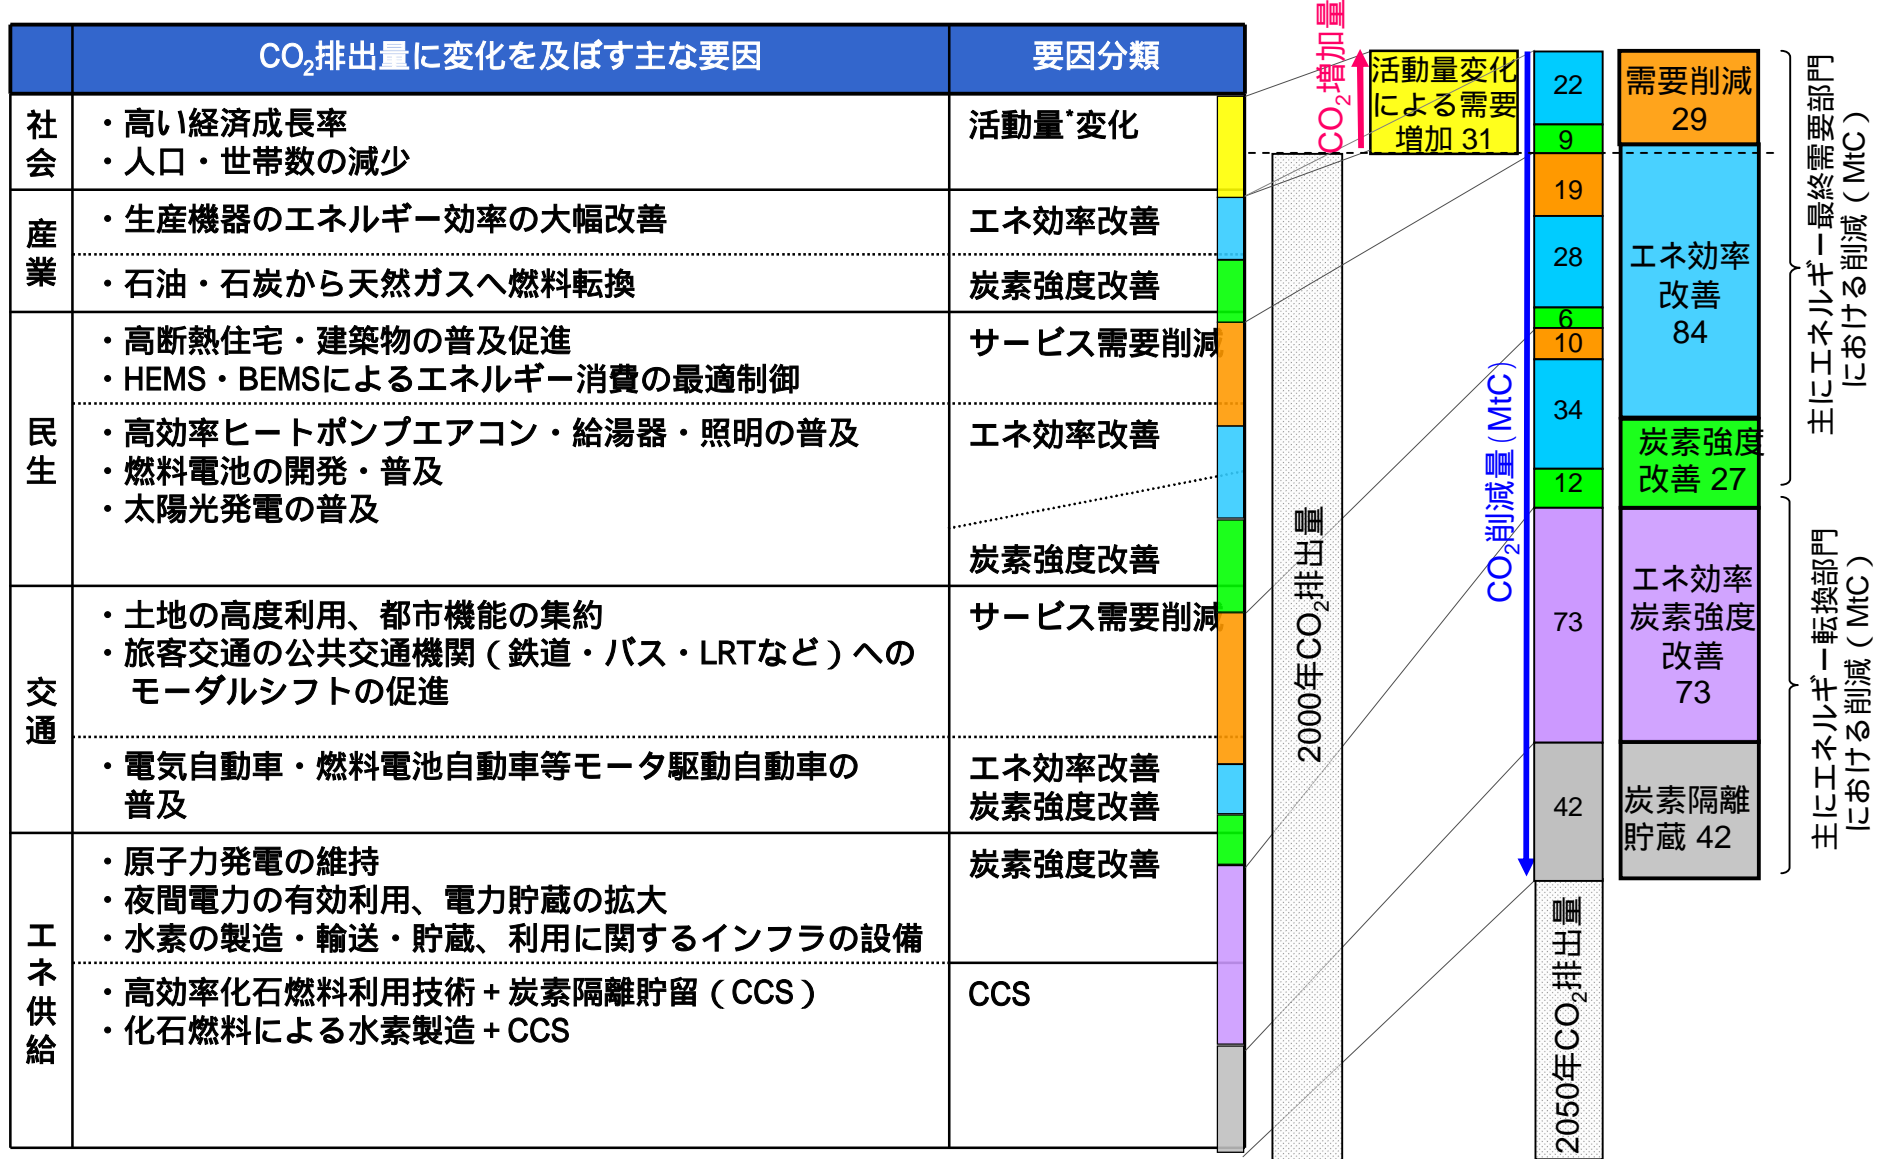 CO₂排出量に変化を及ぼす主な要因
要因分類
社会
・高い経済成長率
・人口・世帯数の減少
活動量*変化
産業
・生産機器のエネルギー効率の大幅改善
エネ効率改善
・石油・石炭から天然ガスへ燃料転換
炭素強度改善
民生
・高断熱住宅・建築物の普及促進
・HEMS・BEMSによるエネルギー消費の最適制御
サービス需要削減
・高効率ヒートポンプエアコン・給湯器・照明の普及
・燃料電池の開発・普及
・太陽光発電の普及
エネ効率改善
炭素強度改善
交通
・土地の高度利用、都市機能の集約
・旅客交通の公共交通機関（鉄道・バス・LRTなど）への
モーダルシフトの促進
サービス需要削減
・電気自動車・燃料電池自動車等モータ駆動自動車の
普及
エネ効率改善
炭素強度改善
エネ供給
・原子力発電の維持
・夜間電力の有効利用、電力貯蔵の拡大
・水素の製造・輸送・貯蔵、利用に関するインフラの設備
炭素強度改善
・高効率化石燃料利用技術＋炭素隔離貯留（CCS）
・化石燃料による水素製造＋CCS
CCS
CO₂増加量
活動量変化
による需要
増加 31
2000年CO₂排出量
CO₂削減量(MtC)
22
9
19
28
6
10
34
12
73
42
2050年CO₂排出量
需要削減
29
エネ効率
改善
84
炭素強度
改善 27
エネ効率
炭素強度
改善
73
炭素隔離
貯蔵 42
主にエネルギー最終需要部門
における削減（MtC）
主にエネルギー転換部門
における削減（MtC）